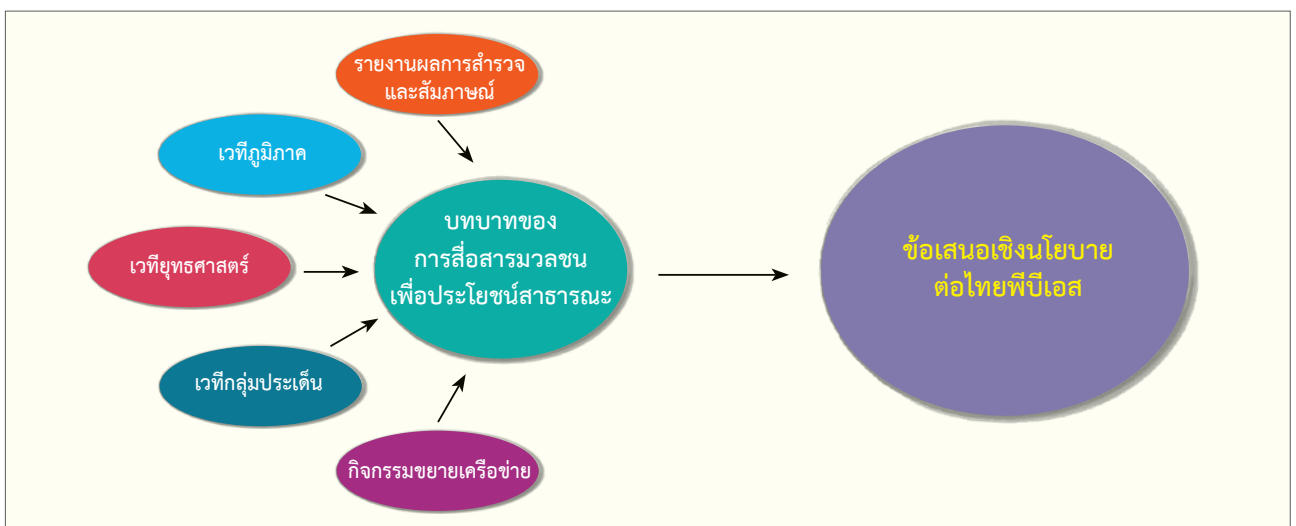 รายงานผลการสำรวจ
และสัมภาษณ์
เวทีภูมิภาค
เวทียุทธศาสตร์
เวทีกลุ่มประเด็น
กิจกรรมขยายเครือข่าย
บทบาทของ
การสื่อสารมวลชน
เพื่อประโยชน์สาธารณะ
ข้อเสนอเชิงนโยบาย
ต่อไทยพีบีเอส